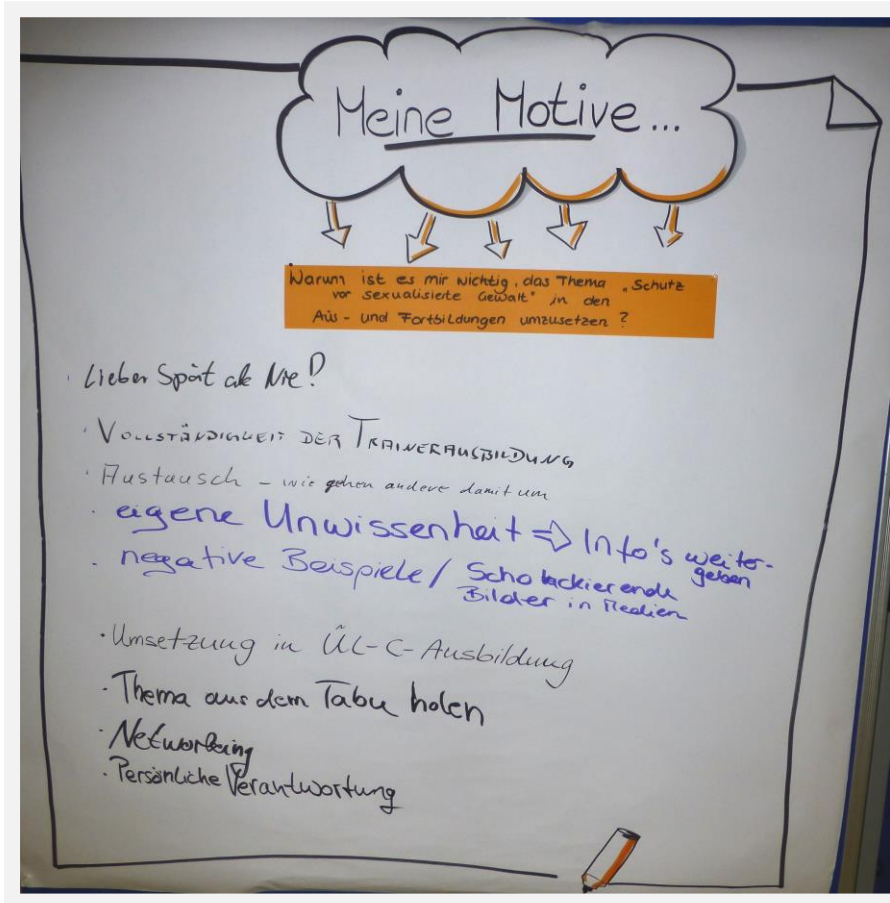 Meine Motive...
Warum ist es mir wichtig, das Thema „Schutz
vor sexualisierte Gewalt" in den
Aus- und Fortbildungen umzusetzen?
· Lieber Spät als Nie!
· VOLLSTÄNDIGKEIT DER TRAINERAUSBILDUNG
· Austausch – wie gehen andere damit um
· eigene Unwissenheit ⇨ Info's weiter-
geben
· negative Beispiele / Schockierende
Bilder in Medien
· Umsetzung in ÜL-C-Ausbildung
· Thema aus dem Tabu holen
· Networking
· Persönliche Verantwortung